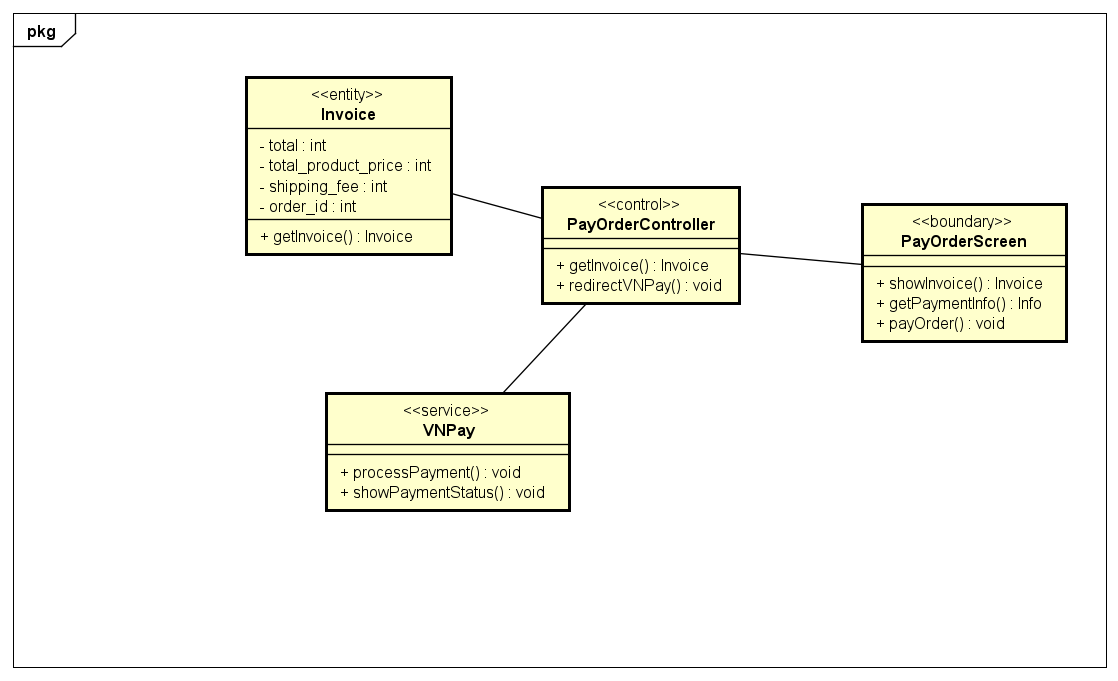 pkg
<<entity>>
Invoice
- total : int
- total_product_price : int
- shipping_fee : int
- order_id : int
+ getInvoice() : Invoice
<<control>>
PayOrderController
+ getInvoice() : Invoice
+ redirectVNPay() : void
<<boundary>>
PayOrderScreen
+ showInvoice() : Invoice
+ getPaymentInfo() : Info
+ payOrder() : void
<<service>>
VNPay
+ processPayment() : void
+ showPaymentStatus() : void